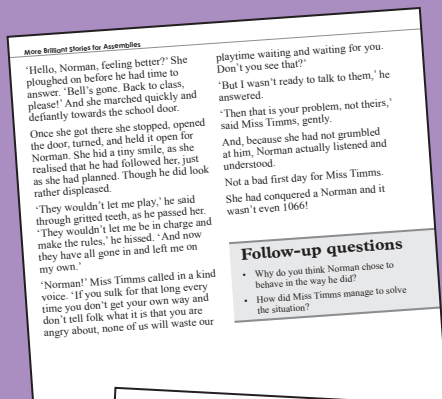 More Brilliant Stories for Assemblies
‘Hello, Norman, feeling better?’ She
ploughed on before he had time to
answer. ‘Bell’s gone. Back to class,
please!’ And she marched quickly and
defiantly towards the school door.
Once she got there she stopped, opened
the door, turned, and held it open for
Norman. She hid a tiny smile, as she
realised that he had followed her, just
as she had planned. Though he did look
rather displeased.
‘They wouldn’t let me play,’ he said
through gritted teeth, as he passed her.
‘They wouldn’t let me be in charge and
make the rules,’ he hissed. ‘And now
they have all gone in and left me on
my own.’
‘Norman!’ Miss Timms called in a kind
voice. ‘If you sulk for that long every
time you don’t get your own way and
don’t tell folk what it is that you are
angry about, none of us will waste our
playtime waiting and waiting for you.
Don’t you see that?’
‘But I wasn’t ready to talk to them,’ he
answered.
‘Then that is your problem, not theirs,’
said Miss Timms, gently.
And, because she had not grumbled
at him, Norman actually listened and
understood.
Not a bad first day for Miss Timms.
She had conquered a Norman and it
wasn’t even 1066!
Follow-up questions
• Why do you think Norman chose to
behave in the way he did?
• How did Miss Timms manage to solve
the situation?